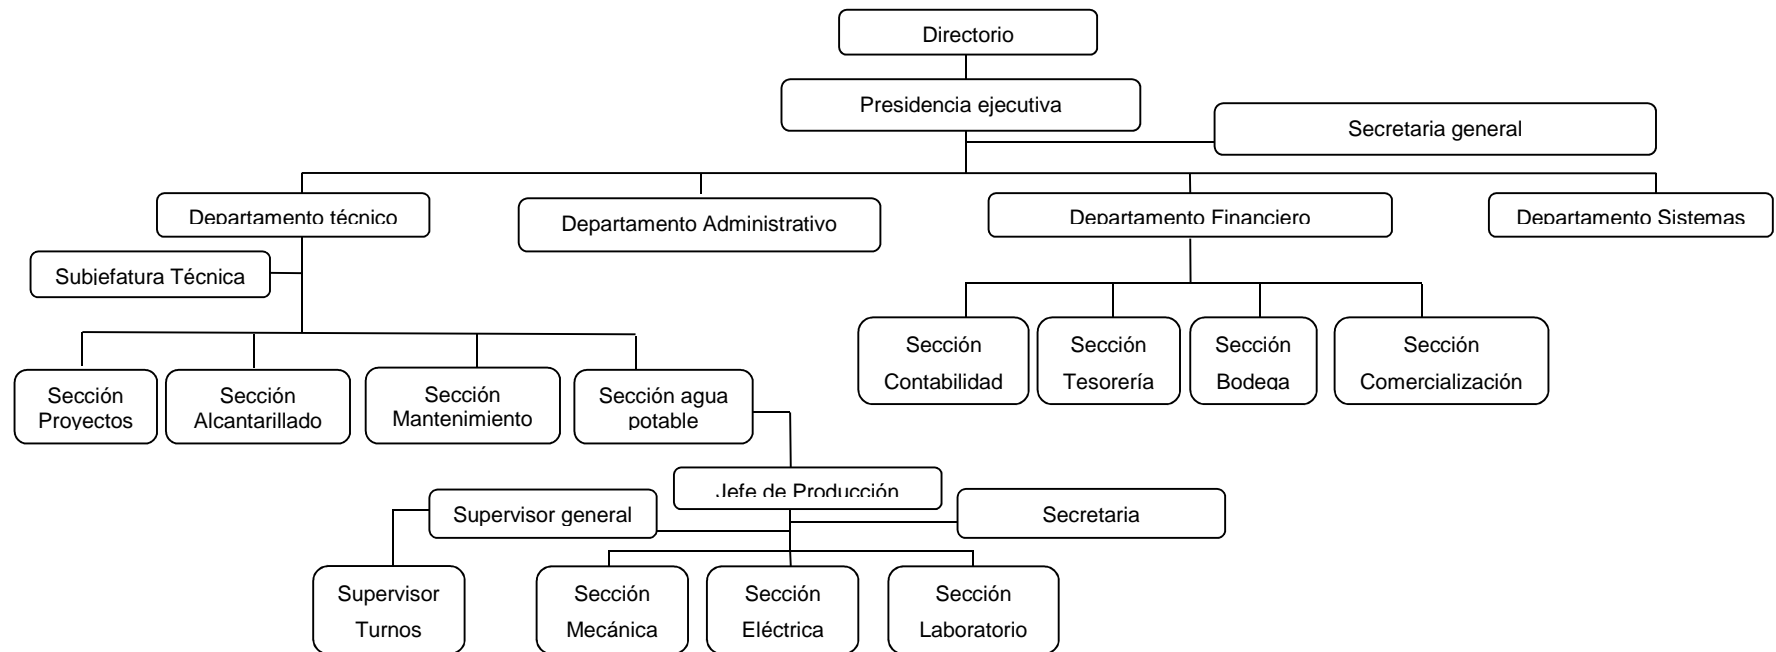 Directorio
Presidencia ejecutiva
Secretaria general
Departamento técnico
Departamento Administrativo
Departamento Financiero
Departamento Sistemas
Subjefatura Técnica
Sección
Proyectos
Sección
Alcantarillado
Sección
Mantenimiento
Sección agua
potable
Sección
Contabilidad
Sección
Tesorería
Sección
Bodega
Sección
Comercialización
Jefe de Producción
Supervisor general
Secretaria
Supervisor
Turnos
Sección
Mecánica
Sección
Eléctrica
Sección
Laboratorio